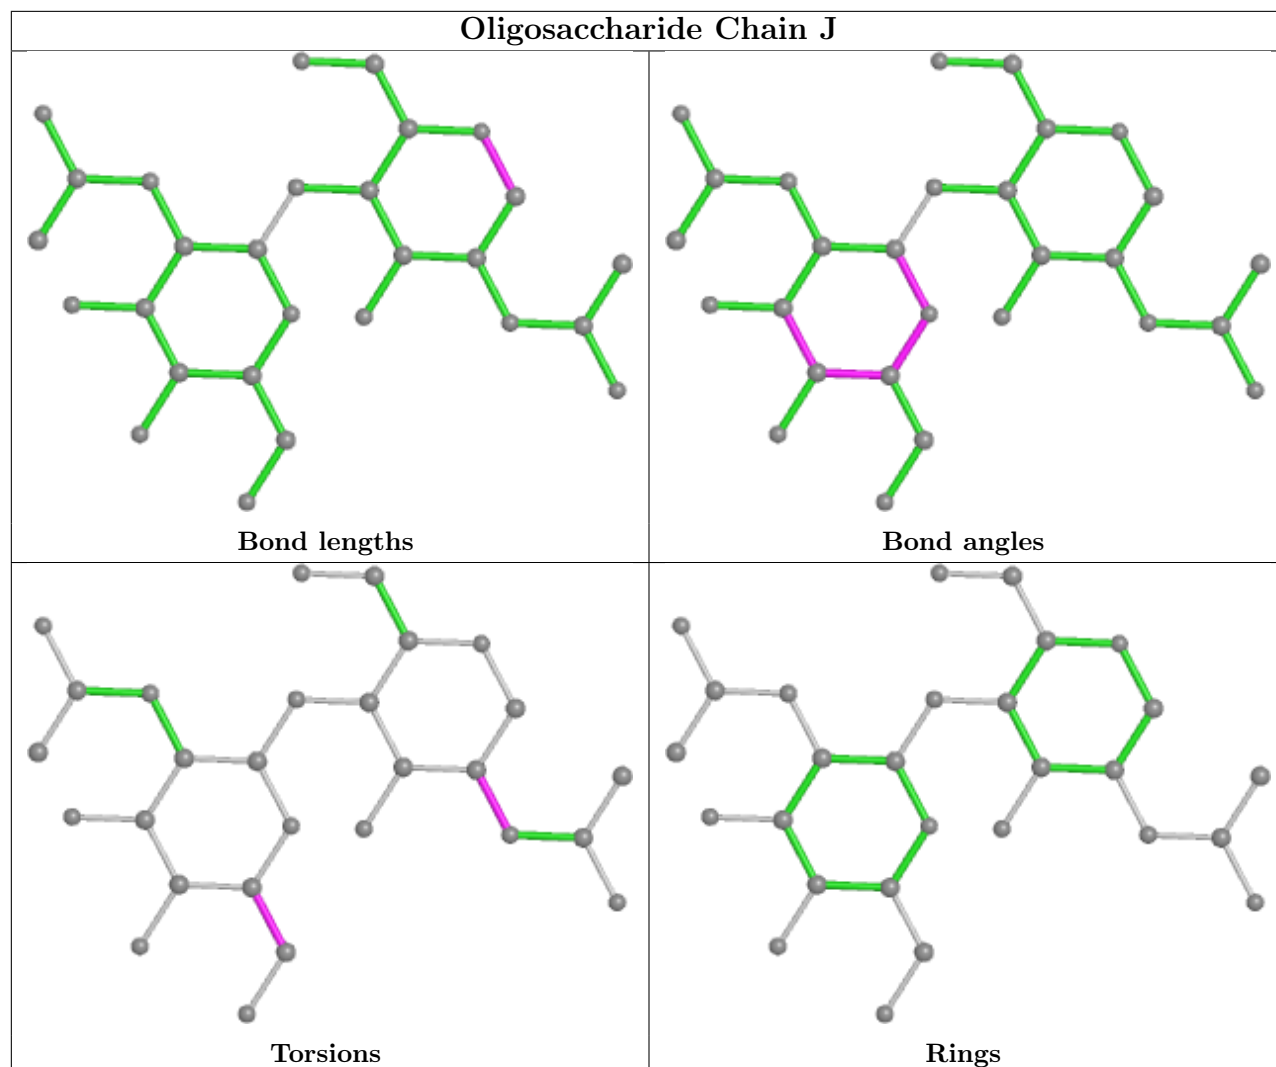 Oligosaccharide Chain J
Bond lengths
Bond angles
Torsions
Rings